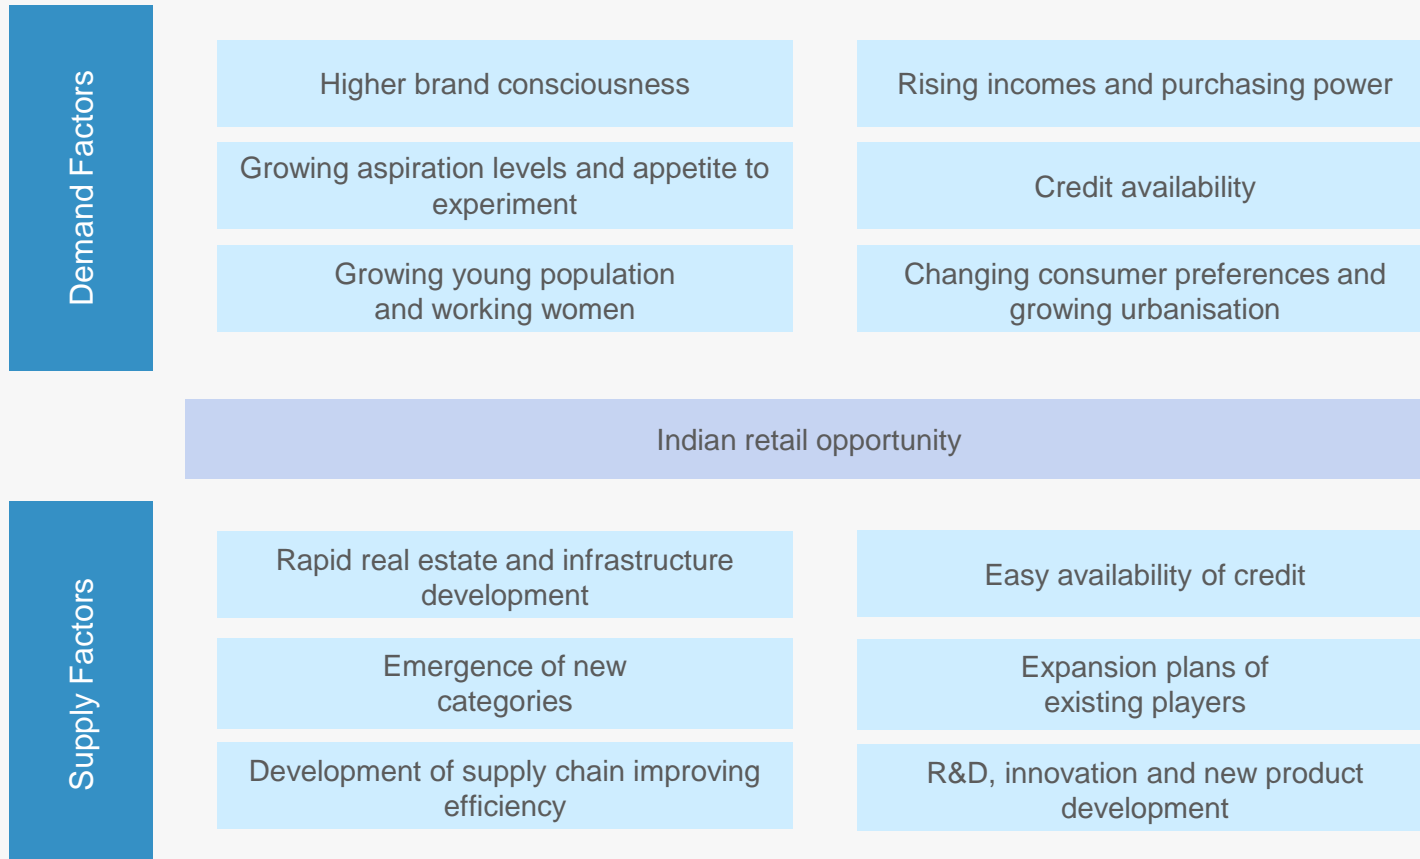 Demand Factors
Higher brand consciousness
Rising incomes and purchasing power
Growing aspiration levels and appetite to
experiment
Credit availability
Growing young population
and working women
Changing consumer preferences and
growing urbanisation
Indian retail opportunity
Supply Factors
Rapid real estate and infrastructure
development
Easy availability of credit
Emergence of new
categories
Expansion plans of
existing players
Development of supply chain improving
efficiency
R&D, innovation and new product
development